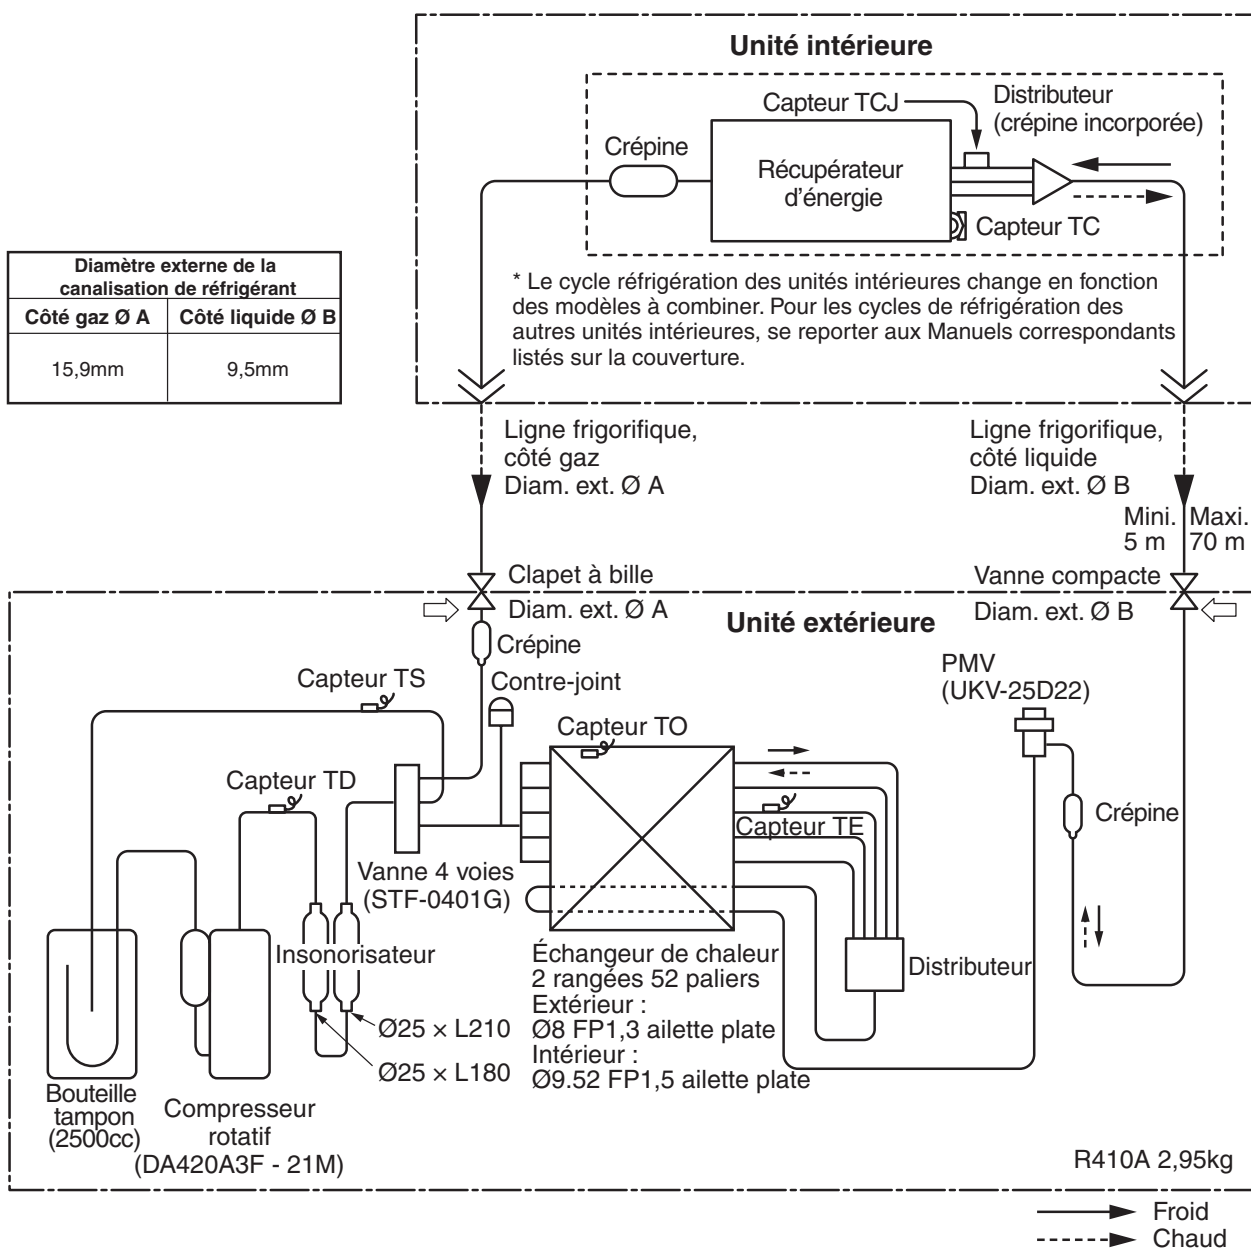 Unité intérieure
Capteur TCJ
Distributeur
(crépine incorporée)
Crépine
Récupérateur
d'énergie
Capteur TC
Diamètre externe de la
canalisation de réfrigérant
Côté gaz Ø A
Côté liquide Ø B
15,9mm
9,5mm
* Le cycle réfrigération des unités intérieures change en fonction
des modèles à combiner. Pour les cycles de réfrigération des
autres unités intérieures, se reporter aux Manuels correspondants
listés sur la couverture.
Ligne frigorifique,
côté gaz
Diam. ext. Ø A
Ligne frigorifique,
côté liquide
Diam. ext. Ø B
Mini.
5 m
Maxi.
70 m
Clapet à bille
Diam. ext. Ø A
Vanne compacte
Diam. ext. Ø B
Unité extérieure
Crépine
Capteur TS
Contre-joint
PMV
(UKV-25D22)
Capteur TO
Capteur TD
Capteur TE
Crépine
Vanne 4 voies
(STF-0401G)
Insonorisateur
Échangeur de chaleur
2 rangées 52 paliers
Extérieur :
Ø8 FP1,3 ailette plate
Intérieur :
Ø9.52 FP1,5 ailette plate
Distributeur
Ø25 × L210
Ø25 × L180
Bouteille
tampon
(2500cc)
Compresseur
rotatif
(DA420A3F - 21M)
R410A 2,95kg
Froid
Chaud